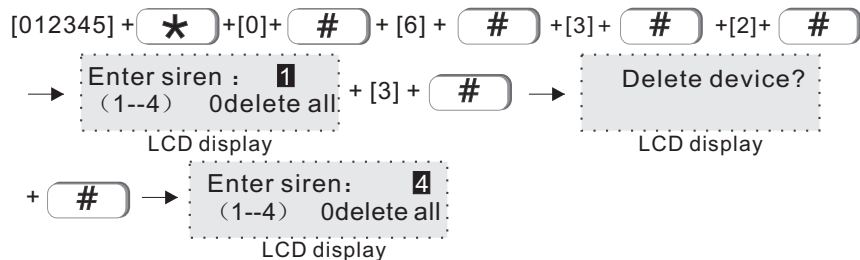 [012345] + * +[0]+ # + [6] + # +[3]+ # +[2]+ #
Enter siren : 1
（1--4） 0delete all
LCD display
+ [3] + #
Delete device?
LCD display
+ #
Enter siren: 4
（1--4） 0delete all
LCD display